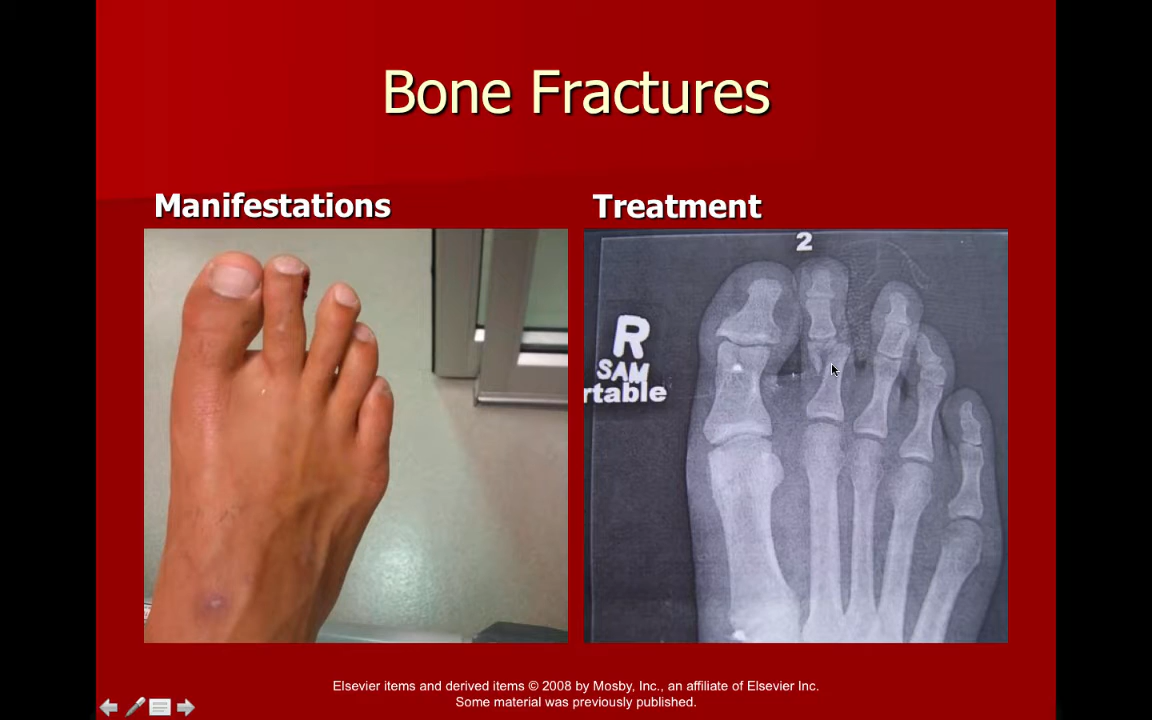 Bone Fractures
Manifestations
Treatment
2
R
SAM
rtable
Elsevier items and derived items © 2008 by Mosby, Inc., an affiliate of Elsevier Inc.
Some material was previously published.